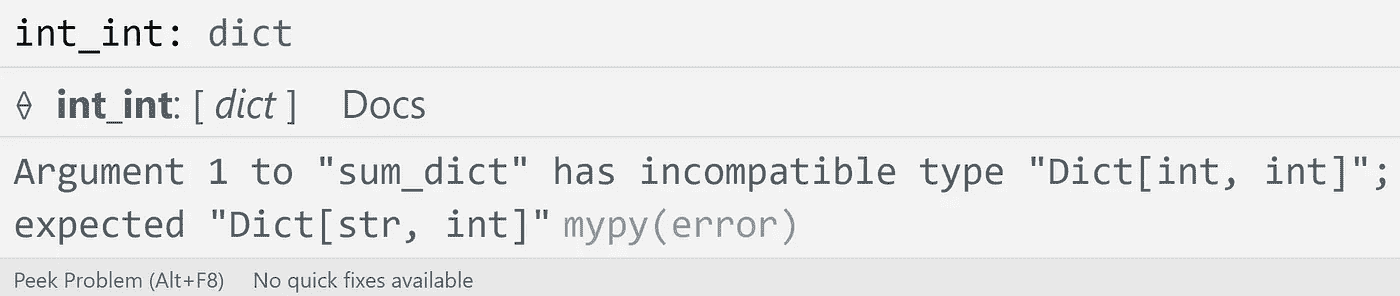 int_int: dict
int_int: [ dict ] Docs
Argument 1 to "sum_dict" has incompatible type "Dict[int, int]";
expected "Dict[str, int]" mypy(error)
Peek Problem (Alt+F8) No quick fixes available